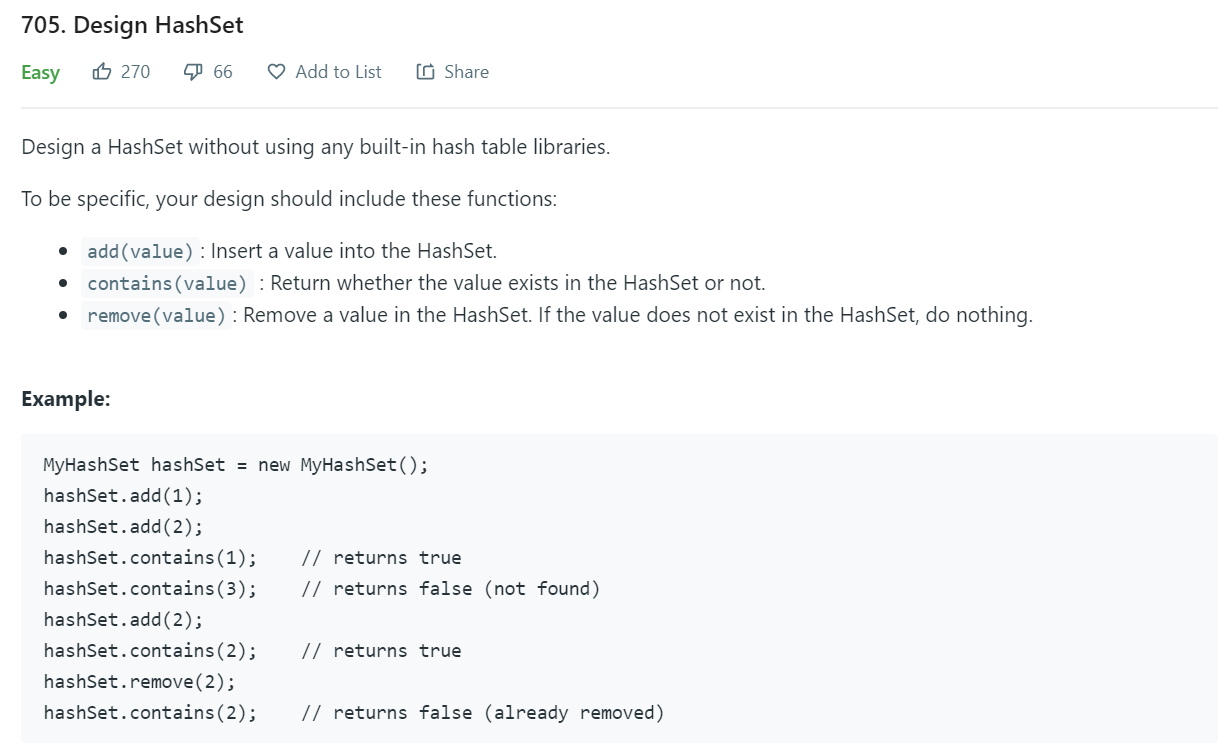 705. Design HashSet
Easy 270 66 Add to List Share
Design a HashSet without using any built-in hash table libraries.
To be specific, your design should include these functions:
• add(value) : Insert a value into the HashSet.
• contains(value) : Return whether the value exists in the HashSet or not.
• remove(value) : Remove a value in the HashSet. If the value does not exist in the HashSet, do nothing.
Example:
MyHashSet hashSet = new MyHashSet();
hashSet.add(1);
hashSet.add(2);
hashSet.contains(1);    // returns true
hashSet.contains(3);    // returns false (not found)
hashSet.add(2);
hashSet.contains(2);    // returns true
hashSet.remove(2);
hashSet.contains(2);    // returns false (already removed)